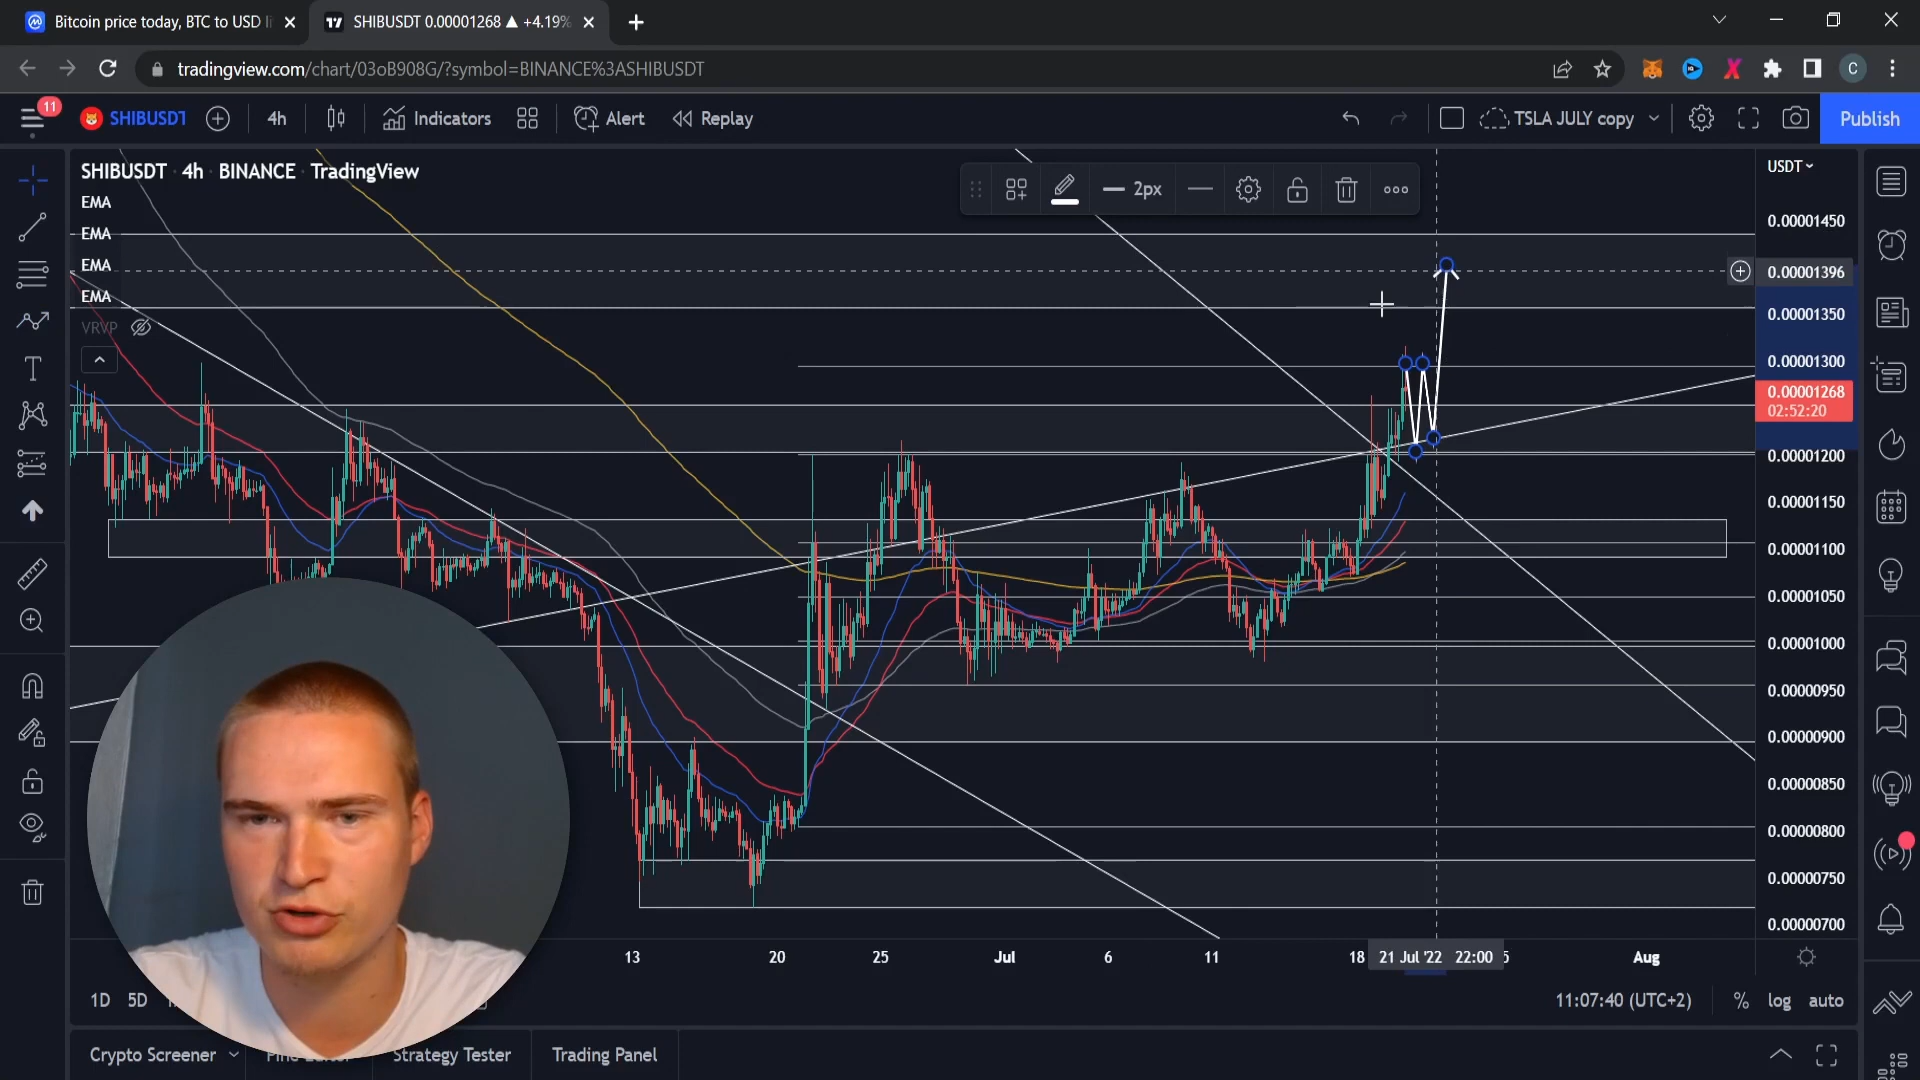 Bitcoin price today, BTC to USD li
SHIBUSDT 0.00001268 ▲ +4.19%
tradingview.com/chart/03oB908G/?symbol=BINANCE%3ASHIBUSDT
C
11
SHIBUSDT
4h
Indicators
Alert
Replay
TSLA JULY copy
Publish
SHIBUSDT 4h BINANCE TradingView
EMA
EMA
EMA
EMA
VRVP
2px
USDT
0.00001450
0.00001396
0.00001350
0.00001300
0.00001268
02:52:20
0.00001200
0.00001150
0.00001100
0.00001050
0.00001000
0.00000950
0.00000900
0.00000850
0.00000800
0.00000750
0.00000700
13 20 25 Jul 6 11 18 21 Jul '22 22:00 Aug
1D 5D
11:07:40 (UTC+2) % log auto
Crypto Screener Strategy Tester Trading Panel